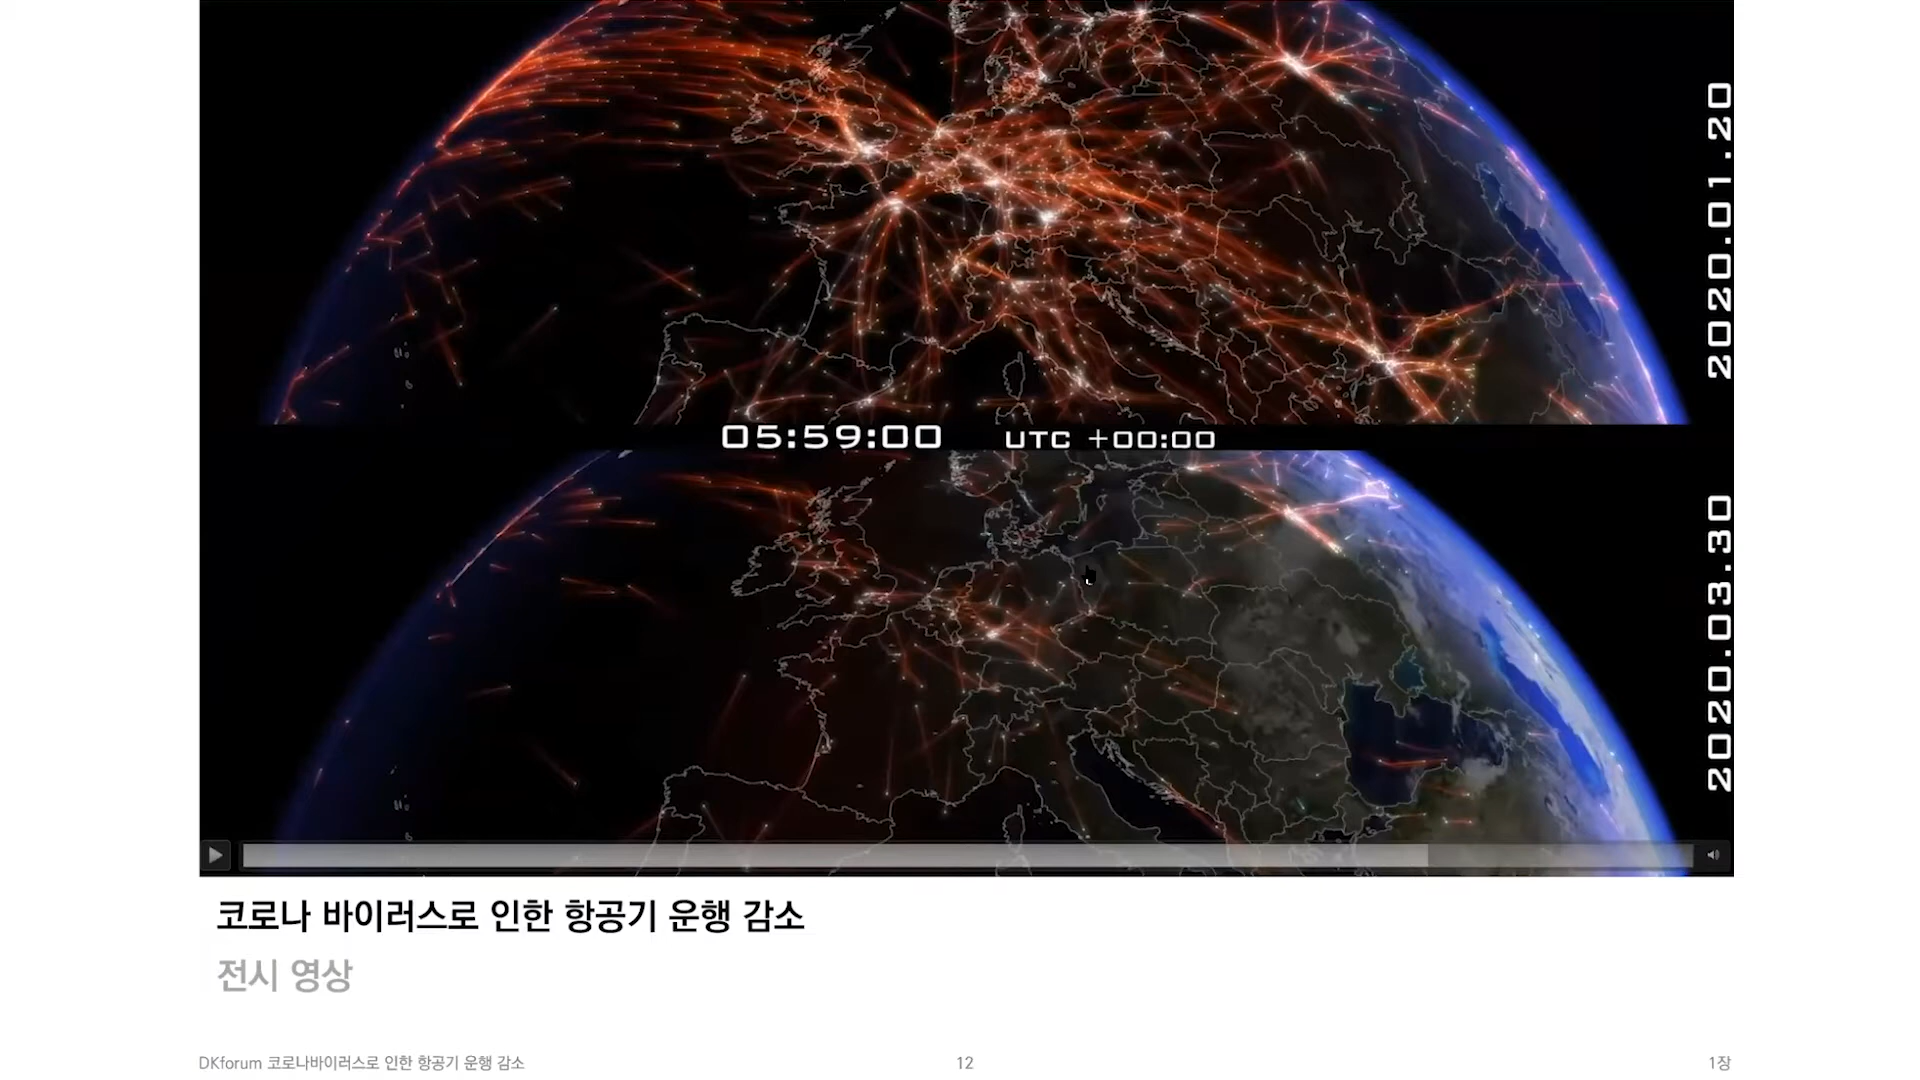 2020.01.20
05:59:00 UTC +00:00
2020.03.30
코로나 바이러스로 인한 항공기 운행 감소
전시 영상
DKforum 코로나바이러스로 인한 항공기 운행 감소
12
1장